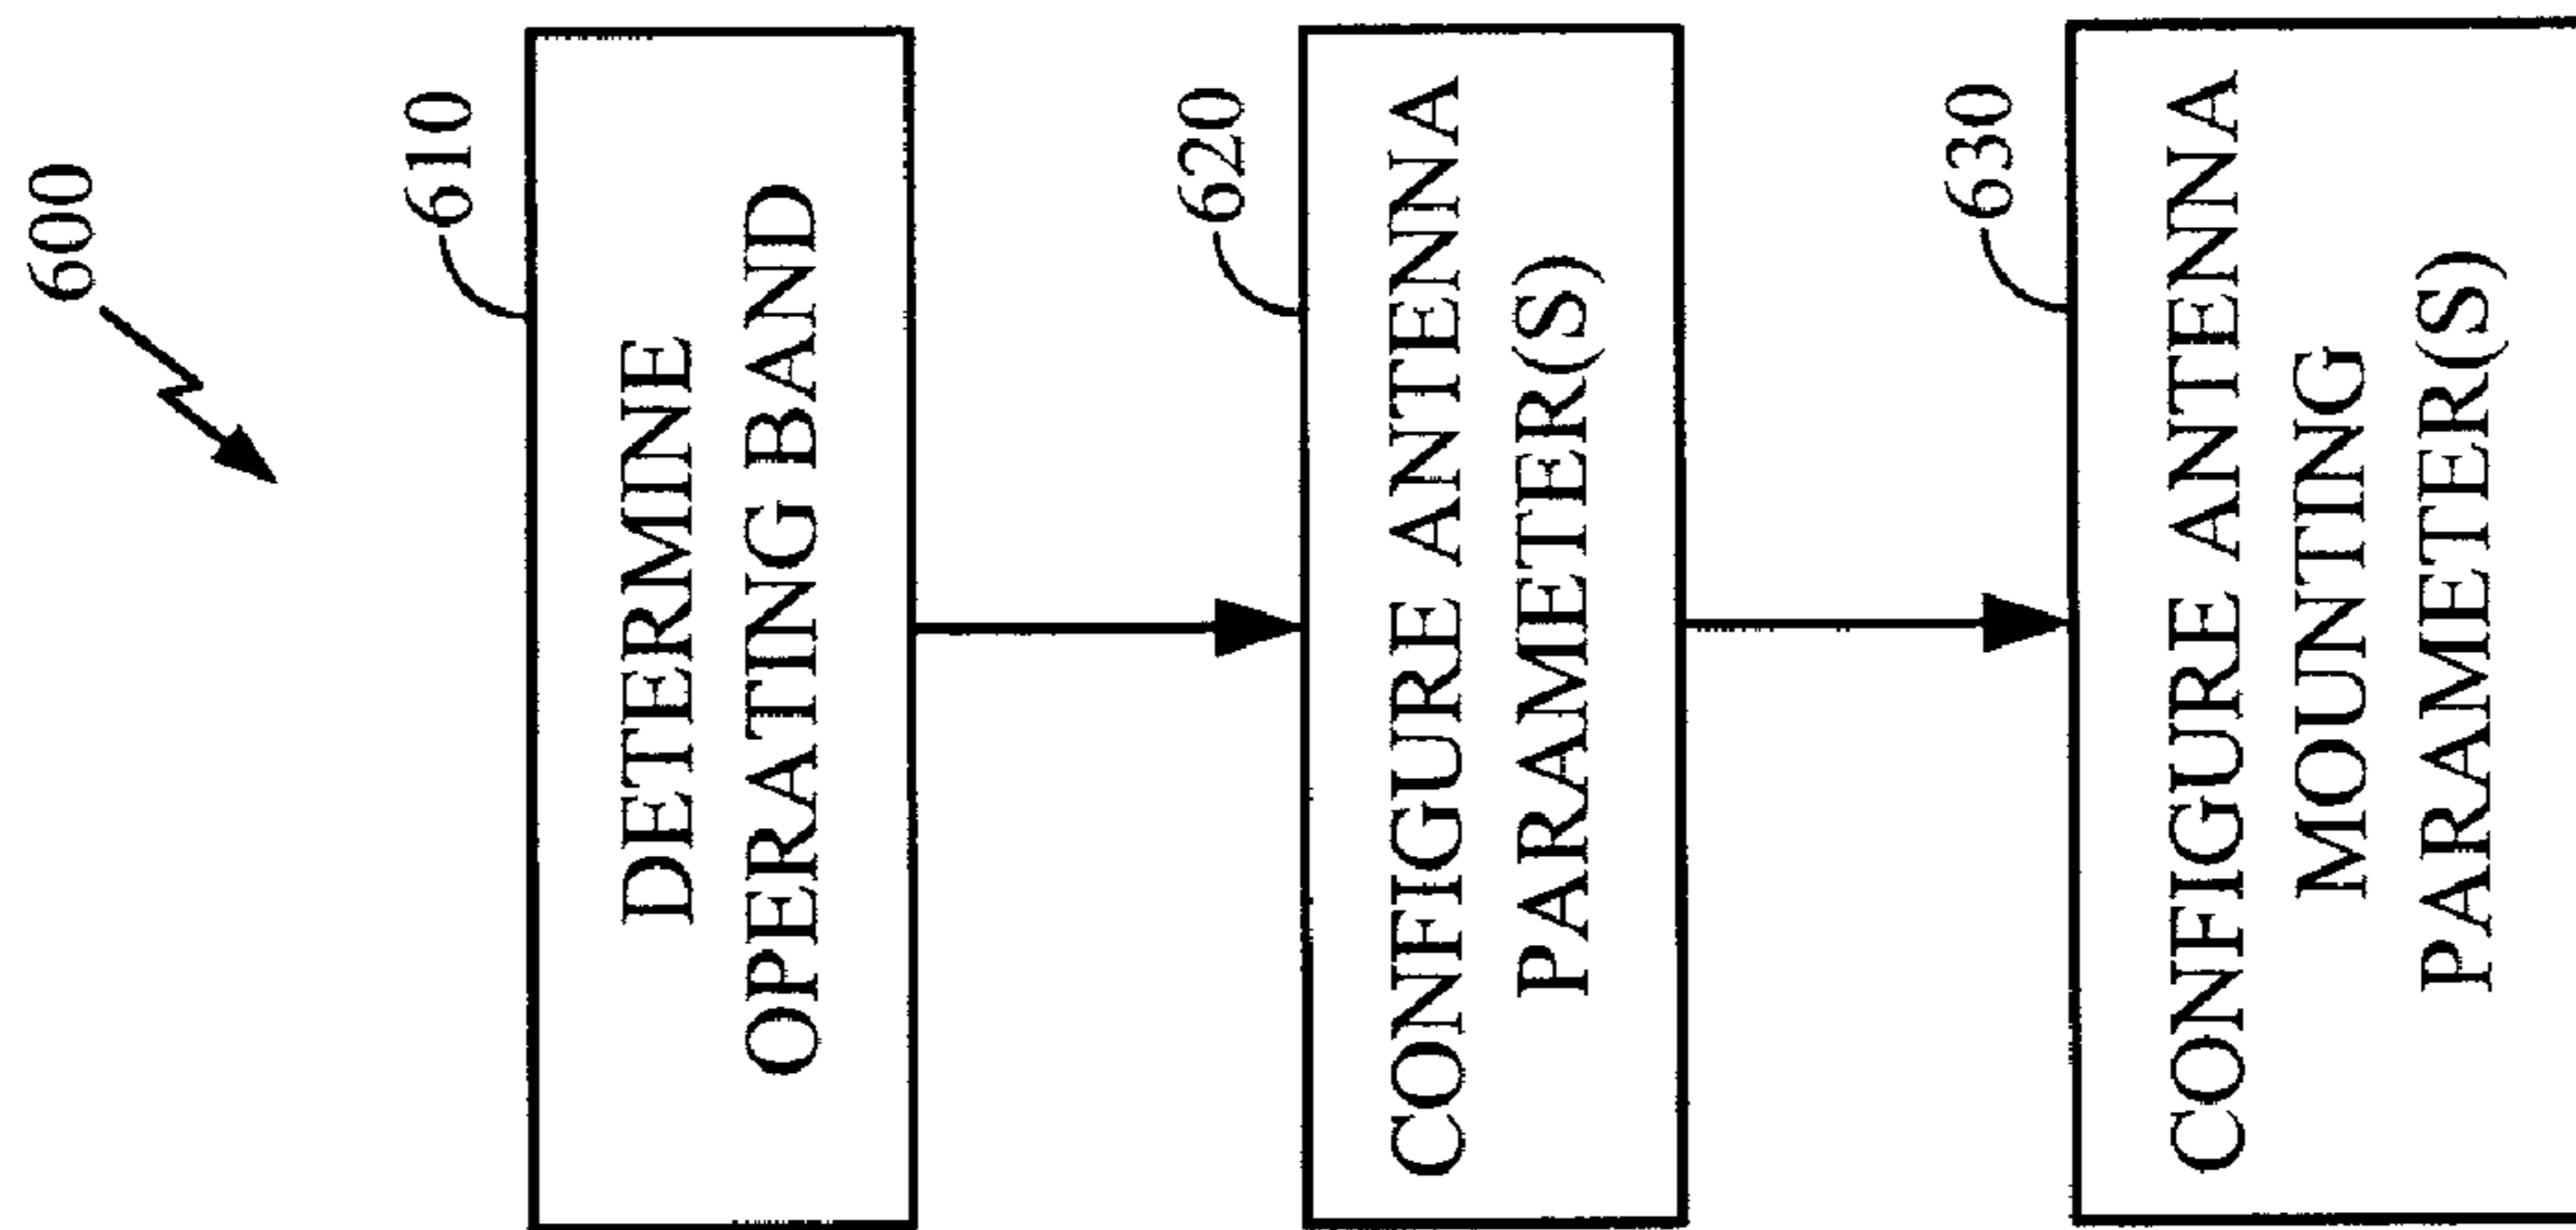 600
610
DETERMINE
OPERATING BAND
620
CONFIGURE ANTENNA
PARAMETER(S)
630
CONFIGURE ANTENNA
MOUNTING
PARAMETER(S)